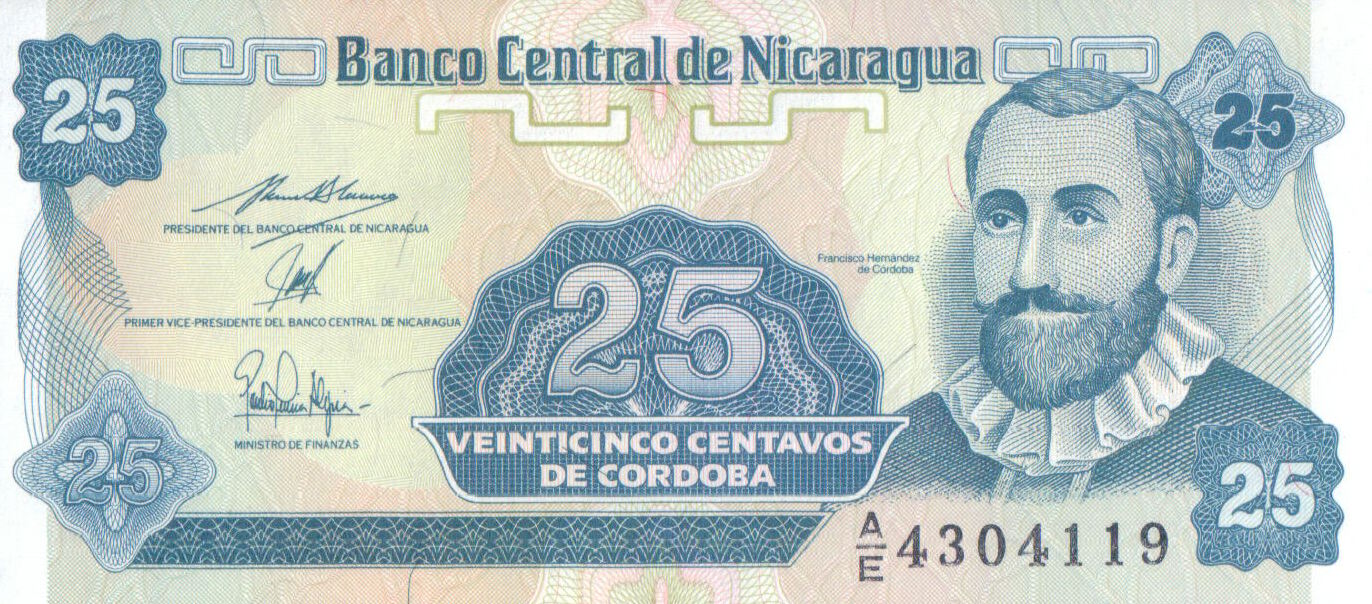 Banco Central de Nicaragua
25
25
PRESIDENTE DEL BANCO CENTRAL DE NICARAGUA
Francisco Hernández
de Córdoba
25
PRIMER VICE-PRESIDENTE DEL BANCO CENTRAL DE NICARAGUA
MINISTRO DE FINANZAS
VEINTICINCO CENTAVOS
DE CORDOBA
25
25
A/E 4304119